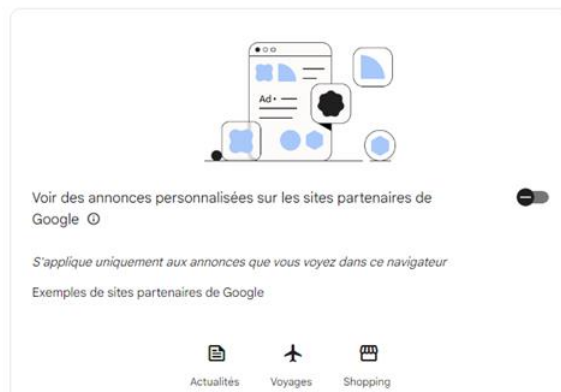 Ad •
Voir des annonces personnalisées sur les sites partenaires de
Google
S'applique uniquement aux annonces que vous voyez dans ce navigateur
Exemples de sites partenaires de Google
Actualités Voyages Shopping